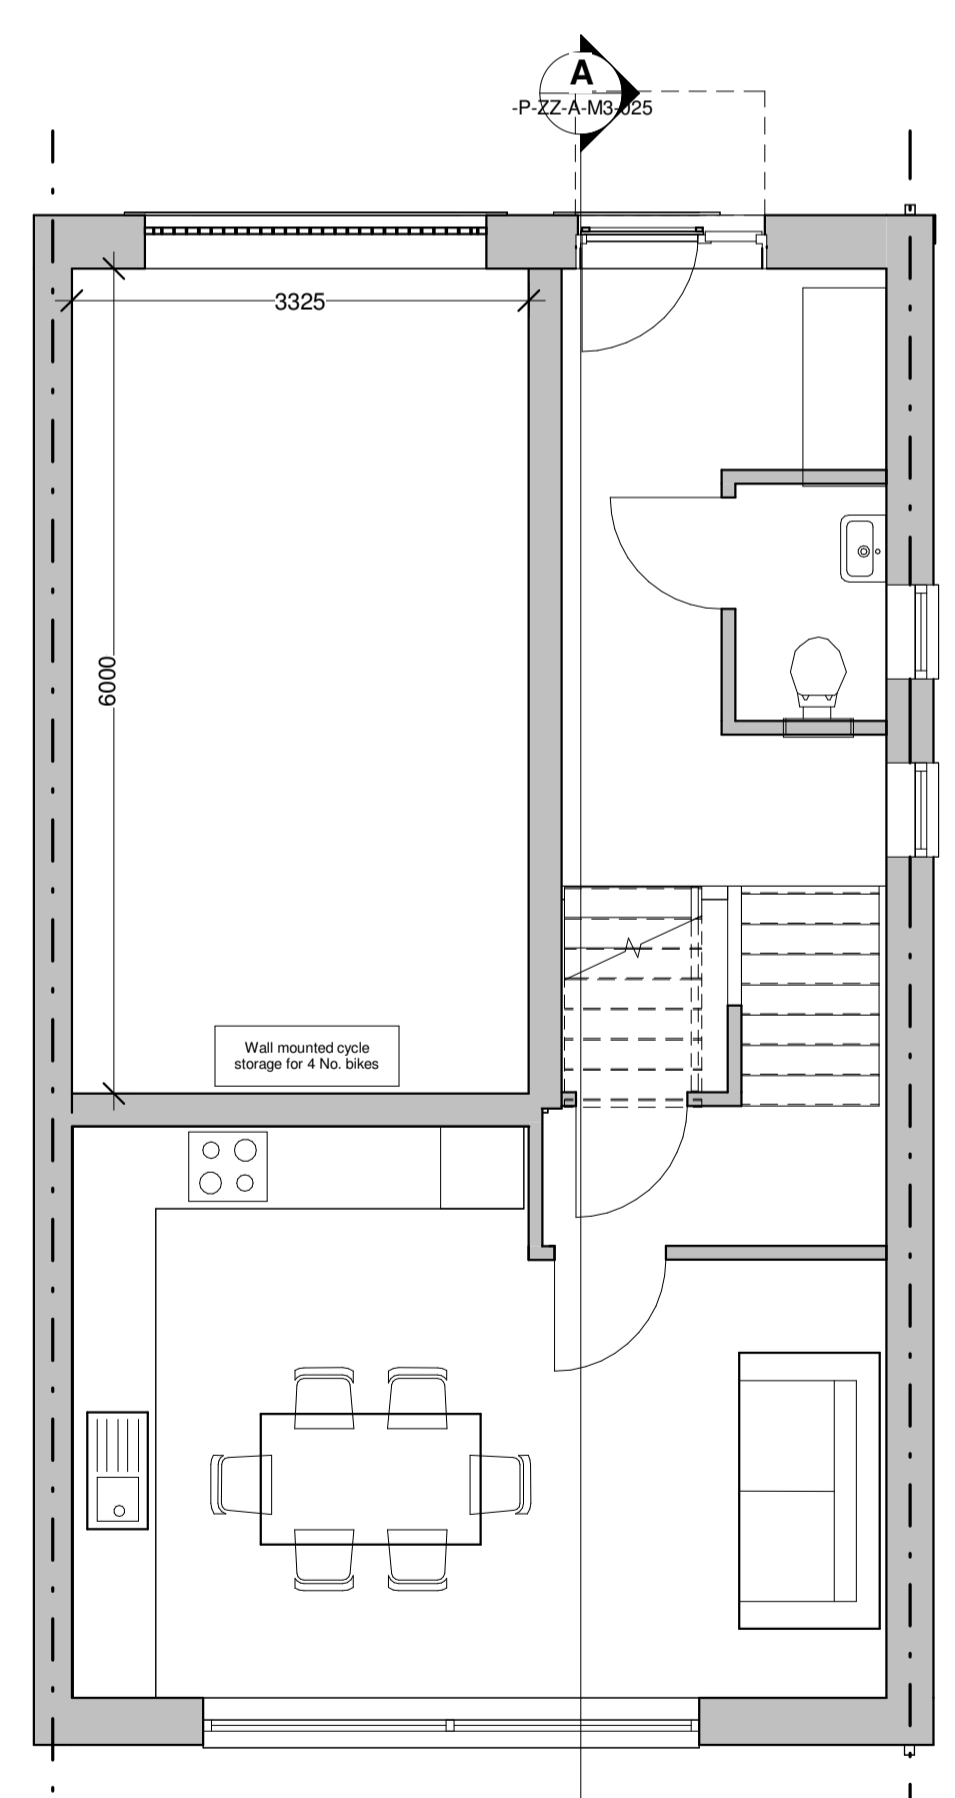 A
-P-ZZ-A-M3-025
3325
6000
Wall mounted cycle
storage for 4 No. bikes